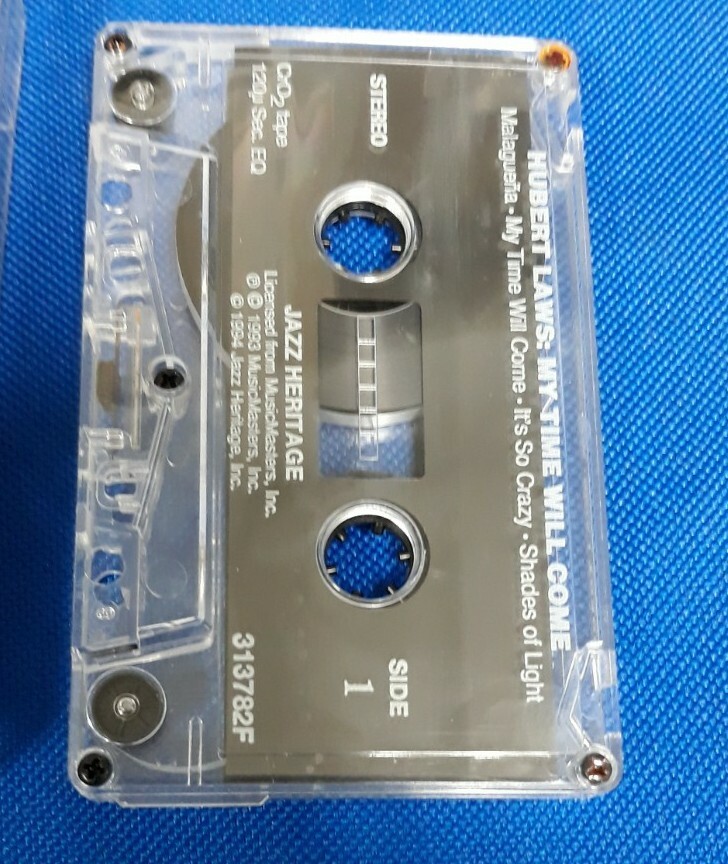 HUBERT LAWS: MY TIME WILL COME
Malagueña • My Time Will Come • It's So Crazy • Shades of Light
STEREO
SIDE
1
CrO2 tape
120µ Sec. EQ
JAZZ HERITAGE
Licensed from MusicMasters, Inc.
℗ © 1993 MusicMasters, Inc.
© 1994 Jazz Heritage, Inc.
313782F